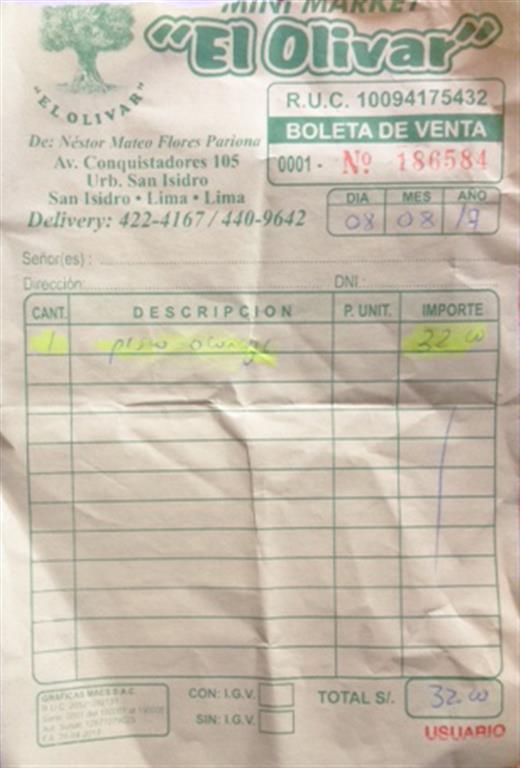 MINI MARKET
"El Olivar"
"EL OLIVAR"
R.U.C. 10094175432
BOLETA DE VENTA
0001 - Nº 186584
De: Néstor Mateo Flores Pariona
Av. Conquistadores 105
Urb. San Isidro
San Isidro • Lima • Lima
Delivery: 422-4167 / 440-9642
DIA MES AÑO
08 08 19
Señor(es) :
Dirección: DNI.:
CANT. DESCRIPCION P. UNIT. IMPORTE
1 pisco 32.00
GRAFICAS MAES S.A.C.
CON: I.G.V.
SIN: I.G.V.
TOTAL S/. 32.00
USUARIO